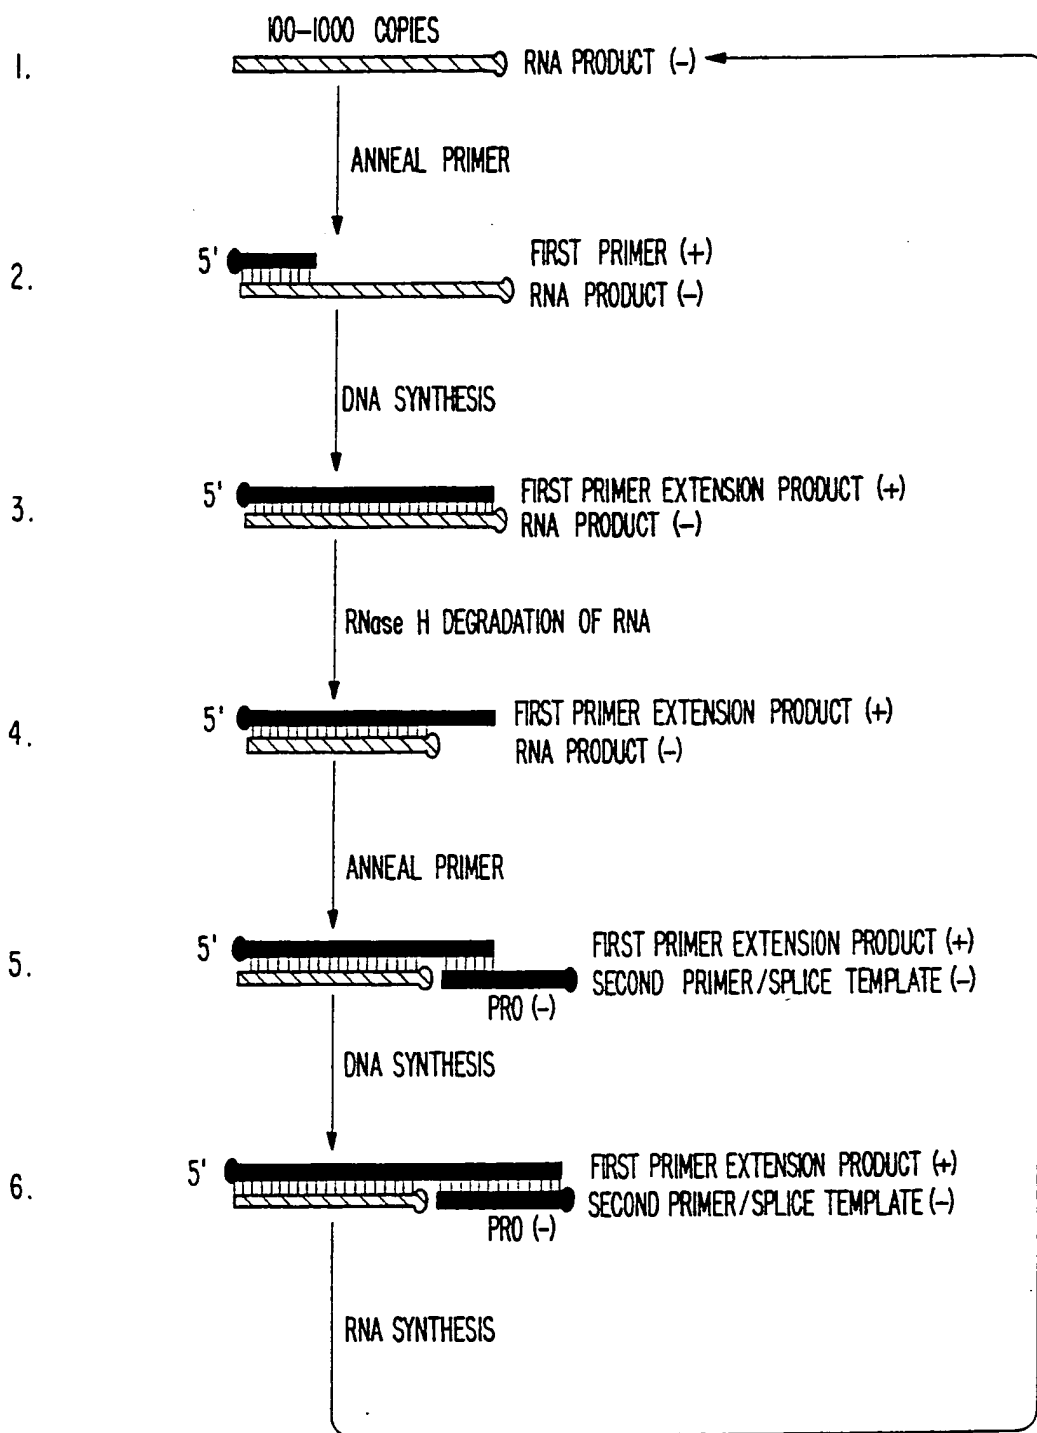 100-1000 COPIES
1.
RNA PRODUCT (-)
ANNEAL PRIMER
2.
5'
FIRST PRIMER (+)
RNA PRODUCT (-)
DNA SYNTHESIS
3.
5'
FIRST PRIMER EXTENSION PRODUCT (+)
RNA PRODUCT (-)
RNase H DEGRADATION OF RNA
4.
5'
FIRST PRIMER EXTENSION PRODUCT (+)
RNA PRODUCT (-)
ANNEAL PRIMER
5.
5'
FIRST PRIMER EXTENSION PRODUCT (+)
SECOND PRIMER/SPLICE TEMPLATE (-)
PRO (-)
DNA SYNTHESIS
6.
5'
FIRST PRIMER EXTENSION PRODUCT (+)
SECOND PRIMER/SPLICE TEMPLATE (-)
PRO (-)
RNA SYNTHESIS